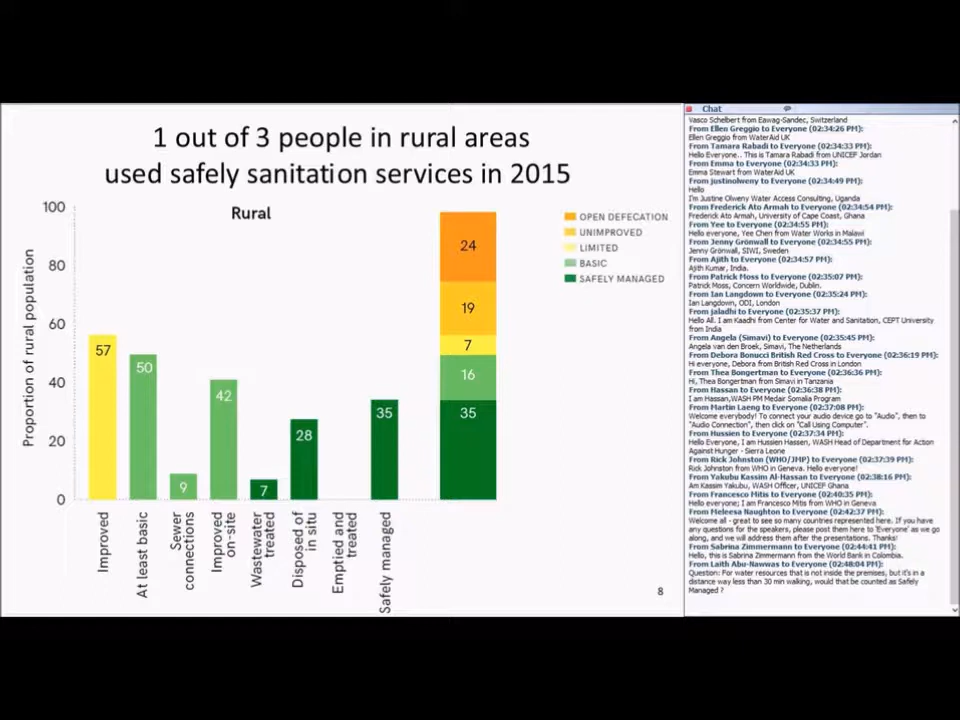 1 out of 3 people in rural areas
used safely sanitation services in 2015
Rural
Proportion of rural population
100
80
60
40
20
0
57
50
9
42
7
28
35
24
19
7
16
35
Improved
At least basic
Sewer
connections
Improved
on-site
Wastewater
treated
Disposed of
in situ
Emptied and
treated
Safely managed
OPEN DEFECATION
UNIMPROVED
LIMITED
BASIC
SAFELY MANAGED
8
Chat
Vasco Schelbert from Eawag-Sandec, Switzerland
From Ellen Greggio to Everyone (02:34:26 PM):
Ellen Greggio from WaterAid UK
From Tamara Rabadi to Everyone (02:34:33 PM):
Hello Everyone.. This is Tamara Rabadi from UNICEF Jordan
From Emma to Everyone (02:34:33 PM):
Emma Stewart from WaterAid UK
From justinolweny to Everyone (02:34:49 PM):
Hello
I'm Justine Olweny Water Access Consulting, Uganda
From Frederick Ato Armah to Everyone (02:34:54 PM):
Frederick Ato Armah, University of Cape Coast, Ghana
From Yee to Everyone (02:34:55 PM):
Hello everyone, Yee Chen from Water Works in Malawi
From Jenny Grönwall to Everyone (02:34:55 PM):
Jenny Grönwall, SIWI, Sweden
From Ajith to Everyone (02:34:57 PM):
Ajith Kumar, India.
From Patrick Moss to Everyone (02:35:07 PM):
Patrick Moss, Concern Worldwide, Dublin.
From Ian Langdown to Everyone (02:35:24 PM):
Ian Langdown, ODI, London
From jaladhi to Everyone (02:35:37 PM):
Hello All. I am Kaadhi from Center for Water and Sanitation, CEPT University
from India
From Angela (Simavi) to Everyone (02:35:45 PM):
Angela van den Broek, Simavi, The Netherlands
From Debora Bonucci British Red Cross to Everyone (02:36:19 PM):
Hi everyone, Debora from British Red Cross in London
From Thea Bongertman to Everyone (02:36:36 PM):
Hi, Thea Bongertman from Simavi in Tanzania
From Hassan to Everyone (02:36:38 PM):
I am Hassan,WASH PM Medair Somalia Program
From Martin Laeng to Everyone (02:37:08 PM):
Welcome everybody! To connect your audio device go to "Audio", then to
"Audio Connection", then click on "Call Using Computer".
From Hussien to Everyone (02:37:34 PM):
Hello Everyone, I am Hussien Hassen, WASH Head of Department for Action
Against Hunger - Sierra Leone
From Rick Johnston (WHO/JMP) to Everyone (02:37:39 PM):
Rick Johnston from WHO in Geneva. Hello everyone!
From Yakubu Kassim Al-Hassan to Everyone (02:38:16 PM):
Am Kassim Yakubu, WASH Officer, UNICEF Ghana
From Francesco Mitis to Everyone (02:40:35 PM):
Hello everyone; I am Francesco Mitis from WHO in Geneva
From Meleesa Naughton to Everyone (02:42:37 PM):
Welcome all - great to see so many countries represented here. If you have
any questions for the speakers, please post them here to 'Everyone' as we go
along, and we will address them after the presentations. Thanks!
From Sabrina Zimmermann to Everyone (02:44:41 PM):
Hello, this is Sabrina Zimmermann from the World Bank in Colombia.
From Laith Abu-Nawwas to Everyone (02:48:04 PM):
Question: For water resources that is not inside the premises, but it's in a
distance way less than 30 min walking, would that be counted as Safely
Managed ?